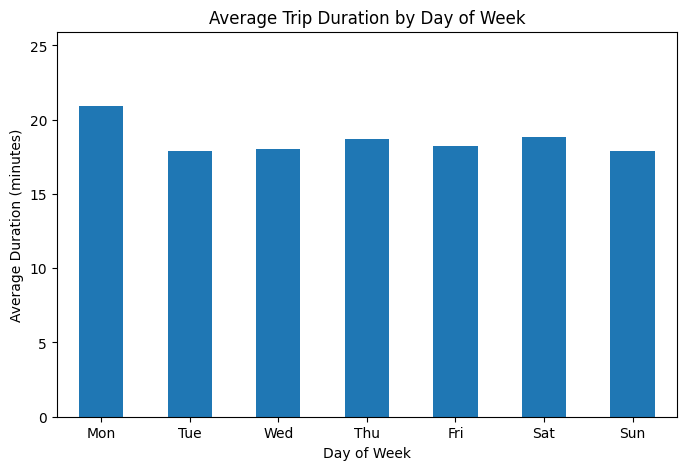 Average Trip Duration by Day of Week
25
20
15
10
5
0
Average Duration (minutes)
Mon Tue Wed Thu Fri Sat Sun
Day of Week